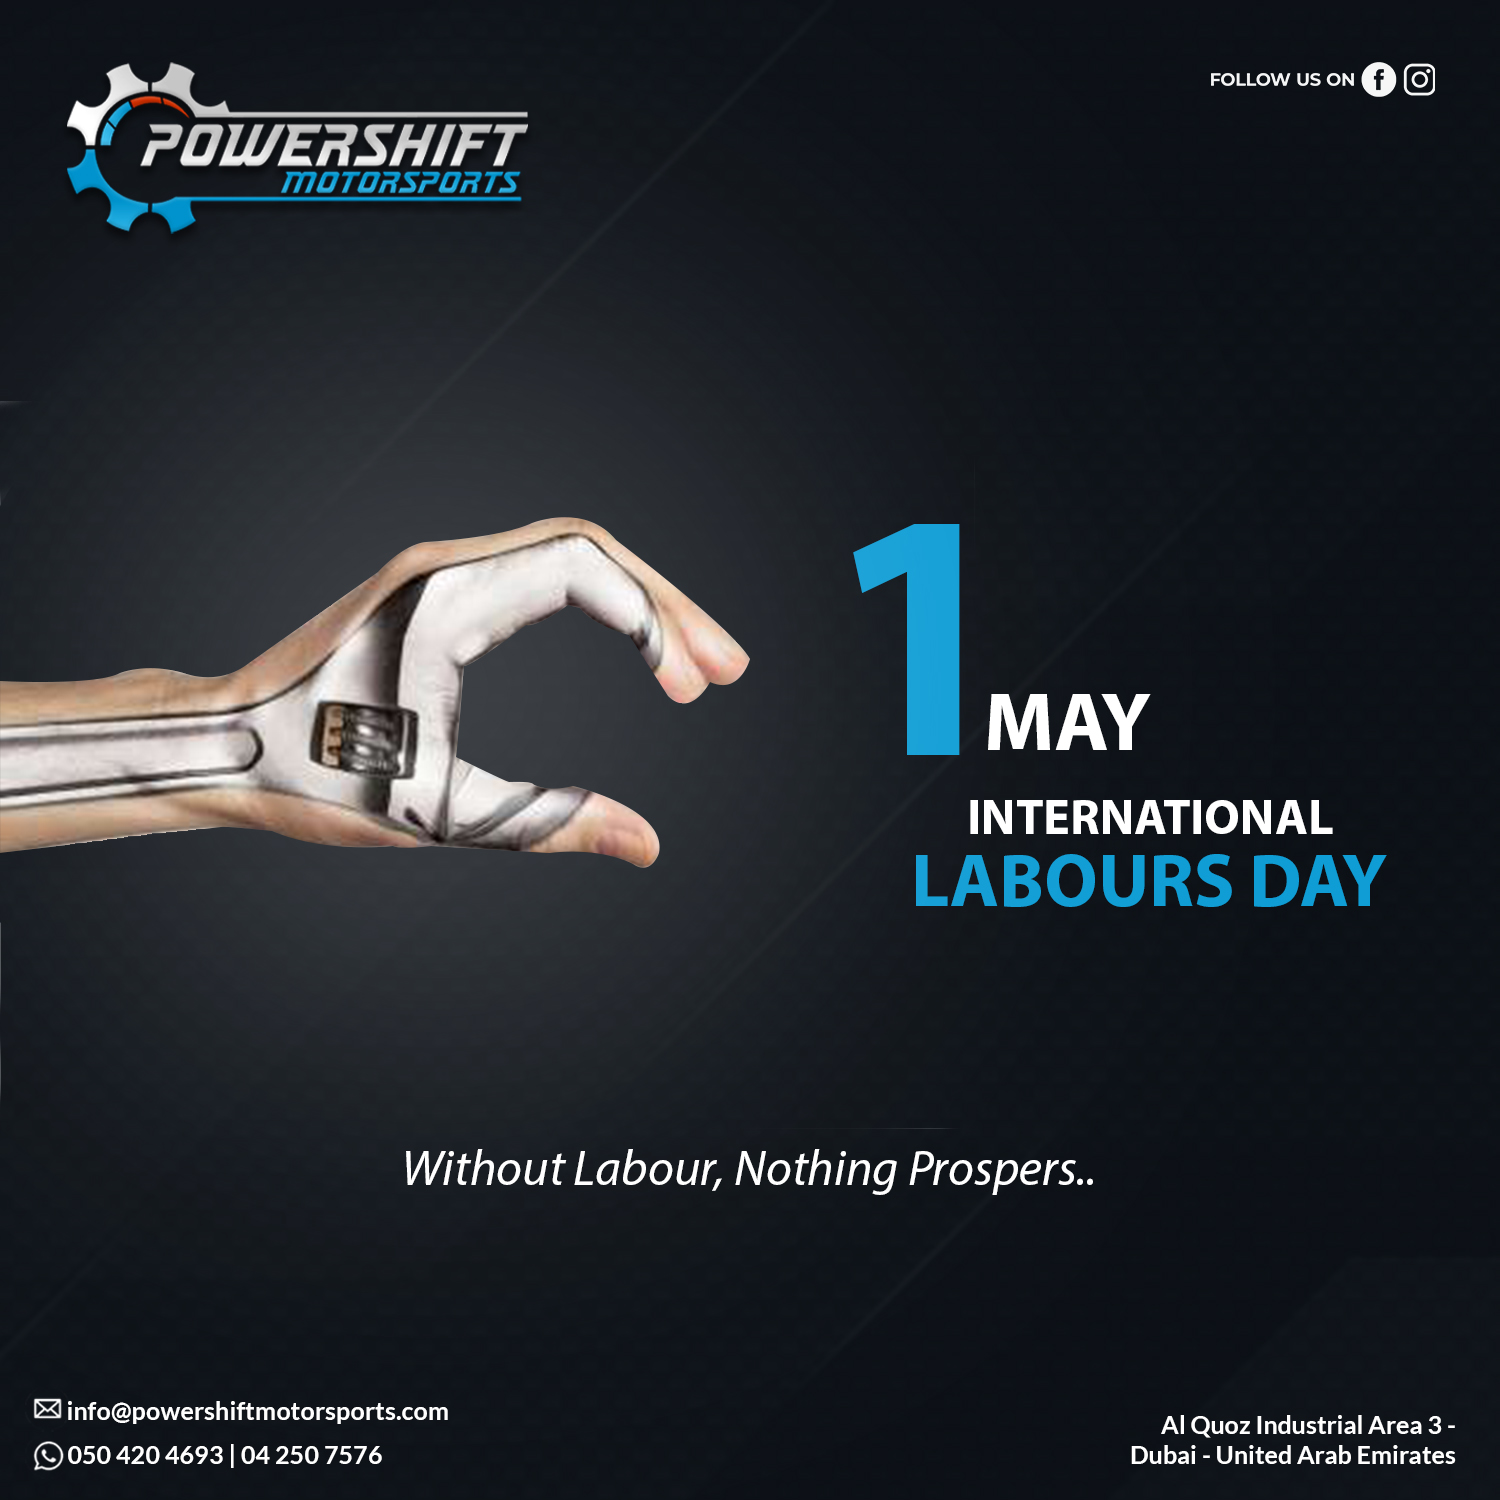 POWERSHIFT
MOTORSPORTS
FOLLOW US ON
1 MAY
INTERNATIONAL
LABOURS DAY
Without Labour, Nothing Prospers..
info@powershiftmotorsports.com
050 420 4693 | 04 250 7576
Al Quoz Industrial Area 3 -
Dubai - United Arab Emirates